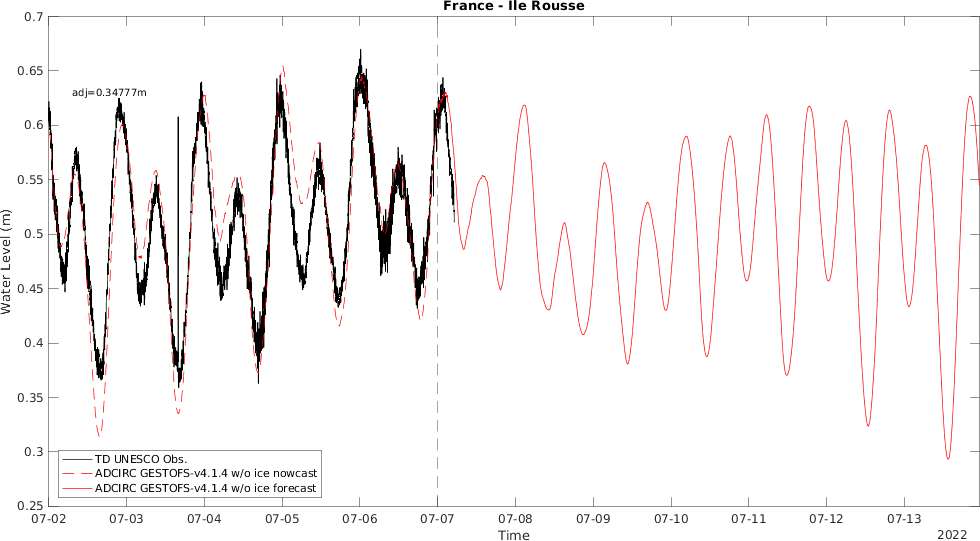 France - Ile Rousse
0.7
0.65
0.6
0.55
0.5
0.45
0.4
0.35
0.3
0.25
Water Level (m)
adj=0.34777m
TD UNESCO Obs.
ADCIRC GESTOFS-v4.1.4 w/o ice nowcast
ADCIRC GESTOFS-v4.1.4 w/o ice forecast
07-02 07-03 07-04 07-05 07-06 07-07 07-08 07-09 07-10 07-11 07-12 07-13
Time
2022